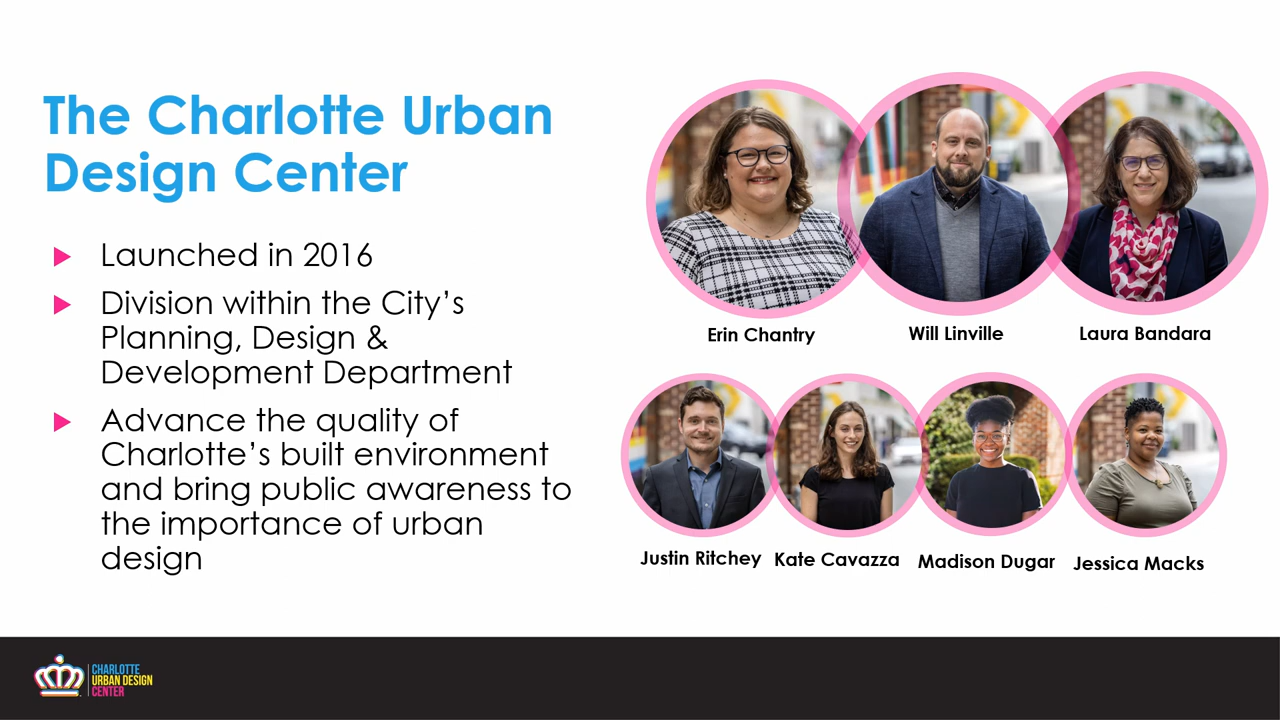 The Charlotte Urban
Design Center
Launched in 2016
Division within the City’s
Planning, Design &
Development Department
Advance the quality of
Charlotte’s built environment
and bring public awareness to
the importance of urban
design
Erin Chantry
Will Linville
Laura Bandara
Justin Ritchey
Kate Cavazza
Madison Dugar
Jessica Macks
CHARLOTTE
URBAN DESIGN
CENTER